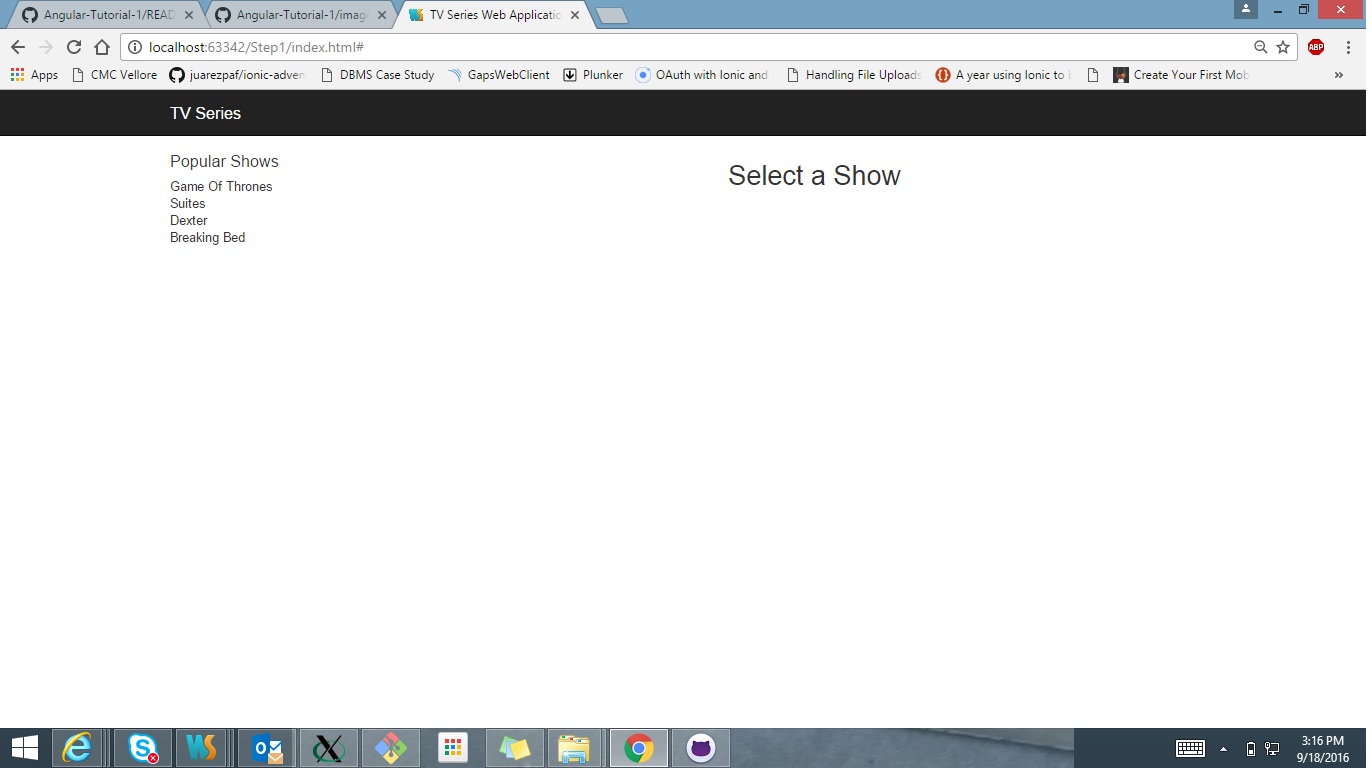 Angular-Tutorial-1/READ
Angular-Tutorial-1/image
TV Series Web Applicatio
localhost:63342/Step1/index.html#
ABP
Apps
CMC Vellore
juarezpaf/ionic-adven
DBMS Case Study
GapsWebClient
Plunker
OAuth with Ionic and
Handling File Uploads
A year using Ionic to b
Create Your First Mob
»
TV Series
Popular Shows
Game Of Thrones
Suites
Dexter
Breaking Bed
Select a Show
3:16 PM
9/18/2016